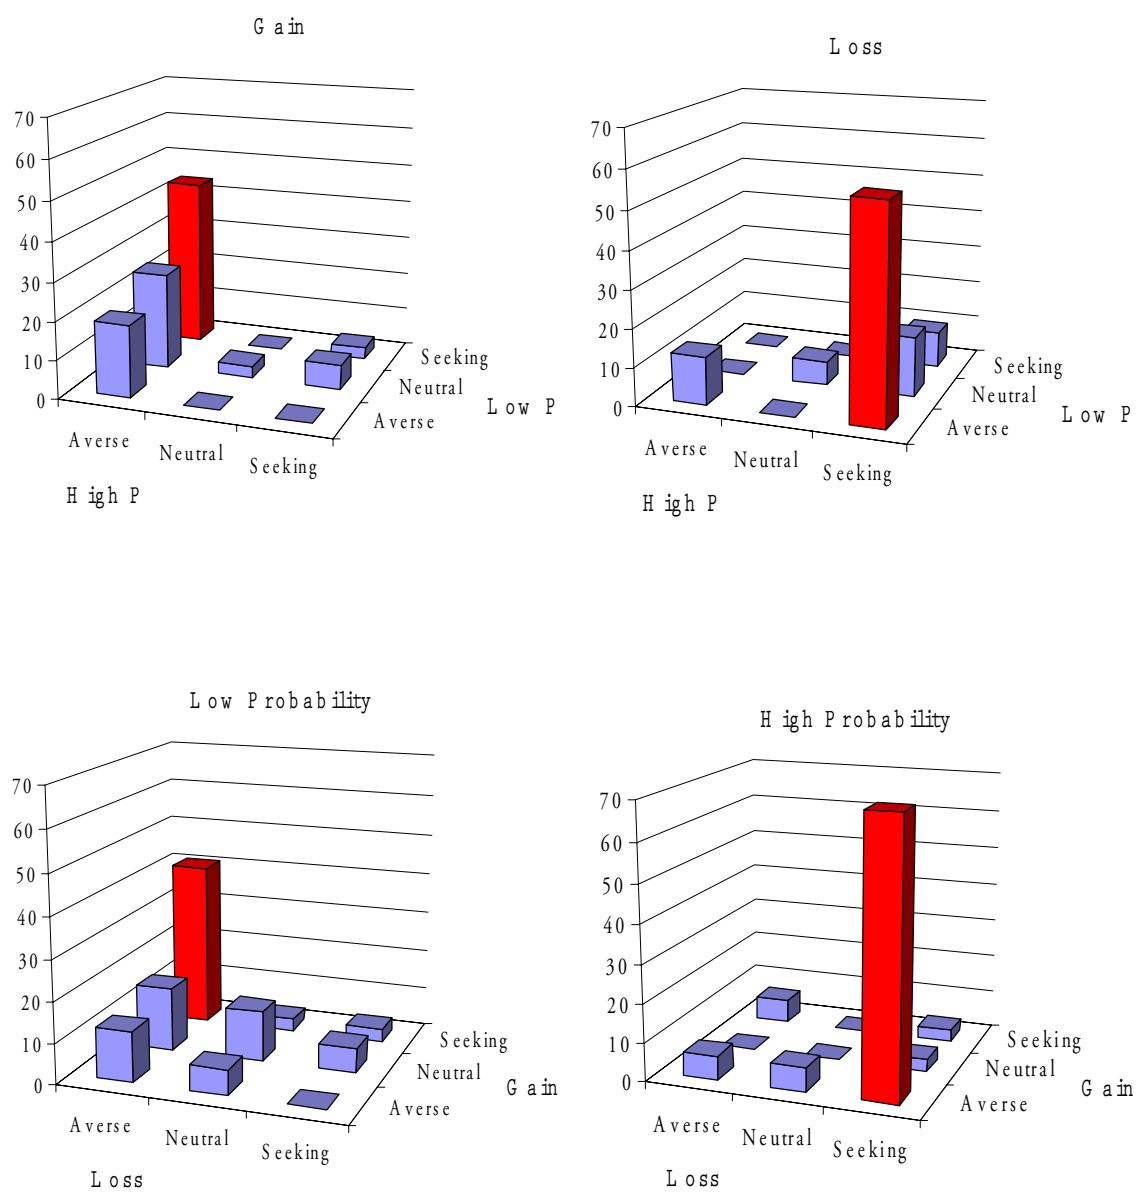 Gain
70
60
50
40
30
20
10
0
Averse
Neutral
Seeking
High P
Seeking
Neutral
Averse
Low P
Loss
70
60
50
40
30
20
10
0
Averse
Neutral
Seeking
High P
Seeking
Neutral
Averse
Low P
Low Probability
70
60
50
40
30
20
10
0
Averse
Neutral
Seeking
Loss
Seeking
Neutral
Averse
Gain
High Probability
70
60
50
40
30
20
10
0
Averse
Neutral
Seeking
Loss
Seeking
Neutral
Averse
Gain